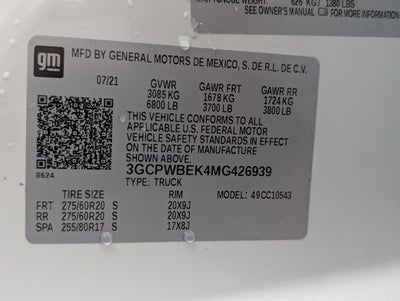 MAX TONGUE WEIGHT: 626 KG | 1380 LBS
SEE OWNER'S MANUAL FOR MORE INFORMATION
gm
MFD BY GENERAL MOTORS DE MEXICO, S. DE R.L. DE C.V.
07/21 GVWR GAWR FRT GAWR RR
3085 KG 1678 KG 1724 KG
6800 LB 3700 LB 3800 LB
THIS VEHICLE CONFORMS TO ALL
APPLICABLE U.S. FEDERAL MOTOR
VEHICLE SAFETY STANDARDS IN EFFECT
ON THE DATE OF MANUFACTURE SHOWN ABOVE.
8624
3GCPWBEK4MG426939
TYPE: TRUCK
TIRE SIZE RIM MODEL: 49CC10543
FRT 275/60R20 S 20X9J
RR 275/60R20 S 20X9J
SPA 255/80R17 S 17X8J